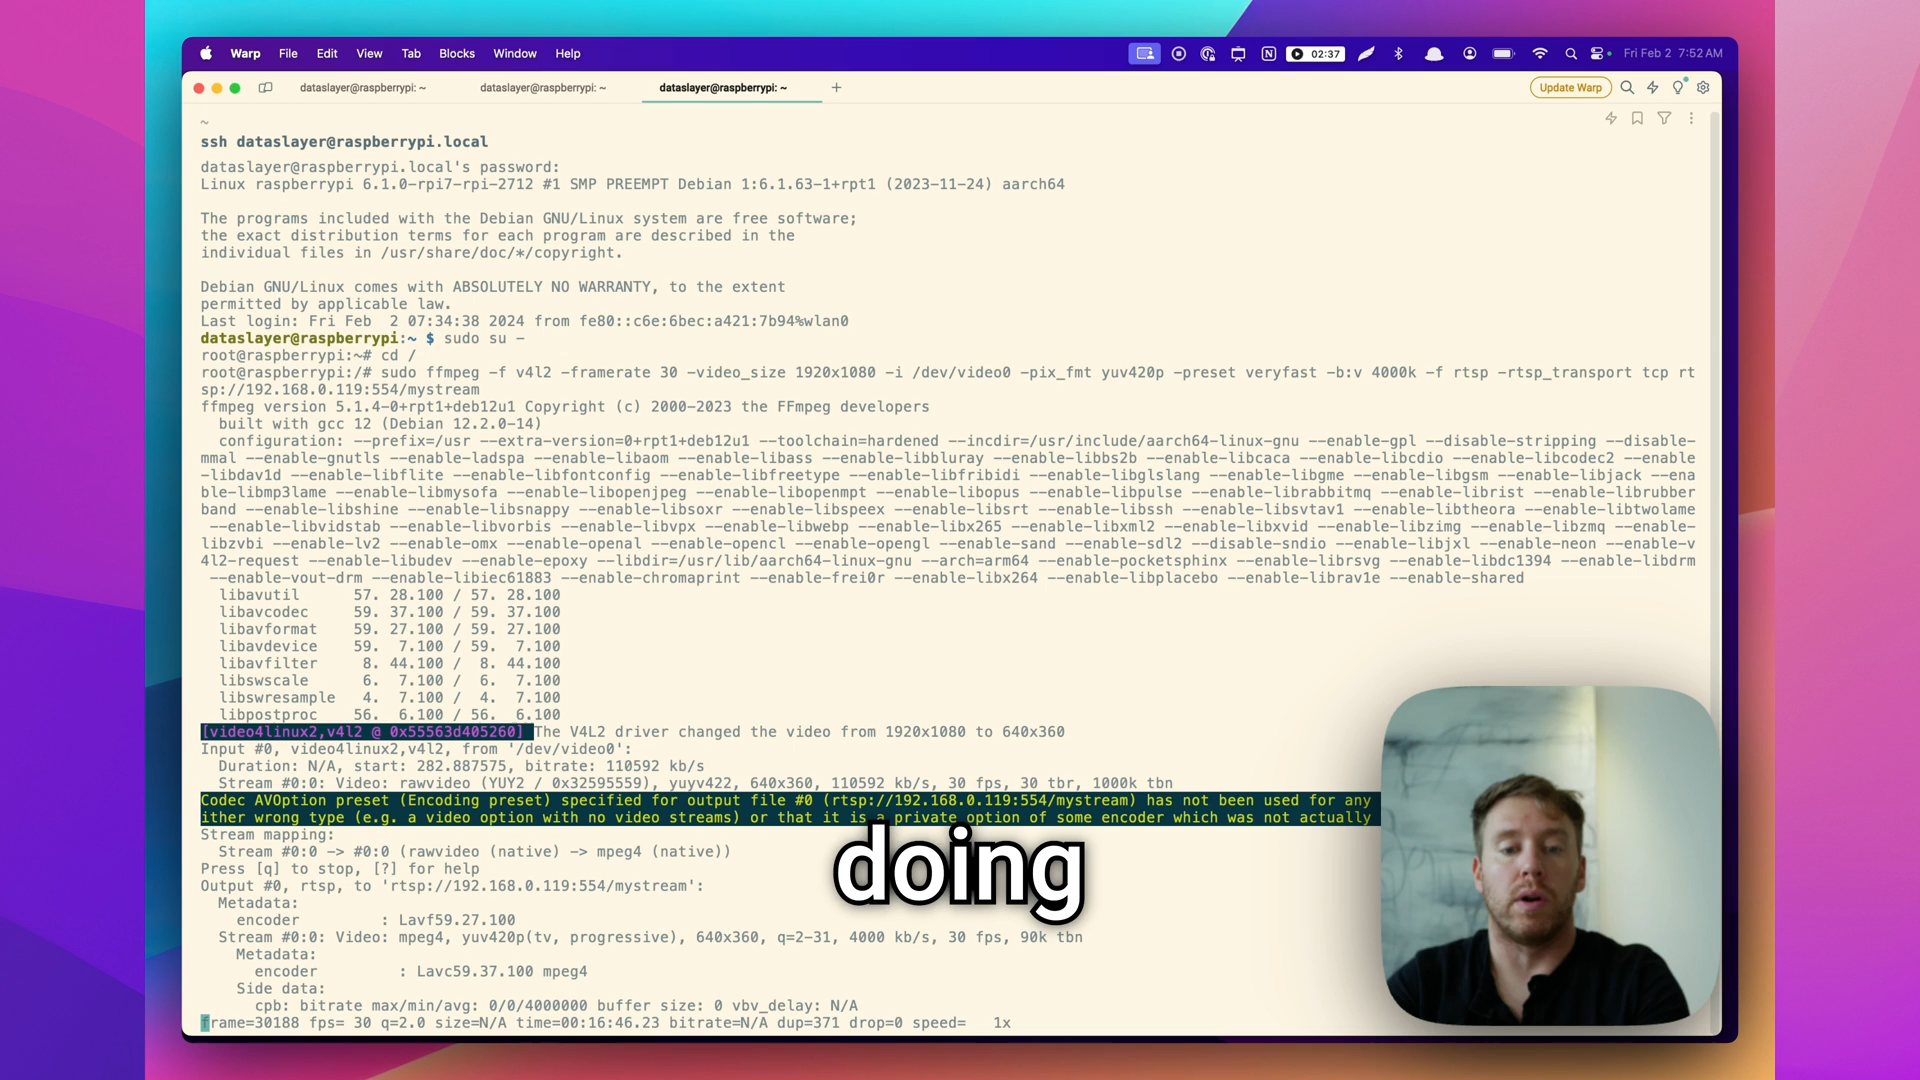 Warp File Edit View Tab Blocks Window Help 02:37 Fri Feb 2 7:52 AM
dataslayer@raspberrypi: ~ dataslayer@raspberrypi: ~ dataslayer@raspberrypi: ~ + Update Warp
~
ssh dataslayer@raspberrypi.local
dataslayer@raspberrypi.local's password:
Linux raspberrypi 6.1.0-rpi7-rpi-2712 #1 SMP PREEMPT Debian 1:6.1.63-1+rpt1 (2023-11-24) aarch64
The programs included with the Debian GNU/Linux system are free software;
the exact distribution terms for each program are described in the
individual files in /usr/share/doc/*/copyright.
Debian GNU/Linux comes with ABSOLUTELY NO WARRANTY, to the extent
permitted by applicable law.
Last login: Fri Feb  2 07:34:38 2024 from fe80::c6e:6bec:a421:7b94%wlan0
dataslayer@raspberrypi:~ $ sudo su -
root@raspberrypi:~# cd /
root@raspberrypi:/# sudo ffmpeg -f v4l2 -framerate 30 -video_size 1920x1080 -i /dev/video0 -pix_fmt yuv420p -preset veryfast -b:v 4000k -f rtsp -rtsp_transport tcp rt
sp://192.168.0.119:554/mystream
ffmpeg version 5.1.4-0+rpt1+deb12u1 Copyright (c) 2000-2023 the FFmpeg developers
built with gcc 12 (Debian 12.2.0-14)
configuration: --prefix=/usr --extra-version=0+rpt1+deb12u1 --toolchain=hardened --incdir=/usr/include/aarch64-linux-gnu --enable-gpl --disable-stripping --disable-
mmal --enable-gnutls --enable-ladspa --enable-libaom --enable-libass --enable-libbluray --enable-libbs2b --enable-libcaca --enable-libcdio --enable-libcodec2 --enable
-libdav1d --enable-libflite --enable-libfontconfig --enable-libfreetype --enable-libfribidi --enable-libglslang --enable-libgme --enable-libgsm --enable-libjack --ena
ble-libmp3lame --enable-libmysofa --enable-libopenjpeg --enable-libopenmpt --enable-libopus --enable-libpulse --enable-librabbitmq --enable-librist --enable-librubber
band --enable-libshine --enable-libsnappy --enable-libsoxr --enable-libspeex --enable-libsrt --enable-libssh --enable-libsvtav1 --enable-libtheora --enable-libtwolame
--enable-libvidstab --enable-libvorbis --enable-libvpx --enable-libwebp --enable-libx265 --enable-libxml2 --enable-libxvid --enable-libzimg --enable-libzmq --enable-
libzvbi --enable-lv2 --enable-omx --enable-openal --enable-opencl --enable-opengl --enable-sand --enable-sdl2 --disable-sndio --enable-libjxl --enable-neon --enable-v
4l2-request --enable-libudev --enable-epoxy --libdir=/usr/lib/aarch64-linux-gnu --arch=arm64 --enable-pocketsphinx --enable-librsvg --enable-libdc1394 --enable-libdrm
--enable-vout-drm --enable-libiec61883 --enable-chromaprint --enable-frei0r --enable-libx264 --enable-libplacebo --enable-librav1e --enable-shared
libavutil      57. 28.100 / 57. 28.100
libavcodec     59. 37.100 / 59. 37.100
libavformat    59. 27.100 / 59. 27.100
libavdevice    59.  7.100 / 59.  7.100
libavfilter     8. 44.100 /  8. 44.100
libswscale      6.  7.100 /  6.  7.100
libswresample   4.  7.100 /  4.  7.100
libpostproc    56.  6.100 / 56.  6.100
[video4linux2,v4l2 @ 0x55563d405260] The V4L2 driver changed the video from 1920x1080 to 640x360
Input #0, video4linux2,v4l2, from '/dev/video0':
Duration: N/A, start: 282.887575, bitrate: 110592 kb/s
Stream #0:0: Video: rawvideo (YUY2 / 0x32595559), yuyv422, 640x360, 110592 kb/s, 30 fps, 30 tbr, 1000k tbn
Codec AVOption preset (Encoding preset) specified for output file #0 (rtsp://192.168.0.119:554/mystream) has not been used for any
ither wrong type (e.g. a video option with no video streams) or that it is a private option of some encoder which was not actually
Stream mapping:
Stream #0:0 -> #0:0 (rawvideo (native) -> mpeg4 (native))
Press [q] to stop, [?] for help
doing
Output #0, rtsp, to 'rtsp://192.168.0.119:554/mystream':
Metadata:
encoder         : Lavf59.27.100
Stream #0:0: Video: mpeg4, yuv420p(tv, progressive), 640x360, q=2-31, 4000 kb/s, 30 fps, 90k tbn
Metadata:
encoder         : Lavc59.37.100 mpeg4
Side data:
cpb: bitrate max/min/avg: 0/0/4000000 buffer size: 0 vbv_delay: N/A
frame=30188 fps= 30 q=2.0 size=N/A time=00:16:46.23 bitrate=N/A dup=371 drop=0 speed=   1x